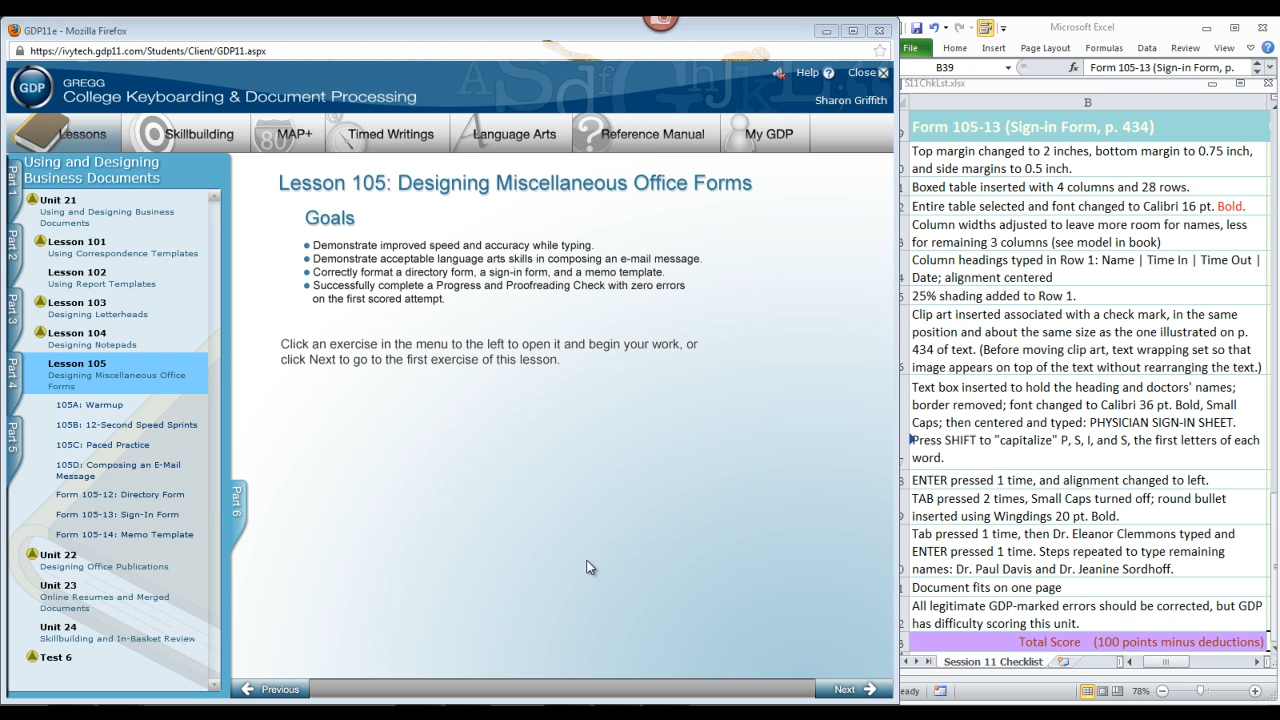 GDP11e - Mozilla Firefox
https://ivytech.gdp11.com/Students/Client/GDP11.aspx
GDP
GREGG
College Keyboarding & Document Processing
Help
Close
Sharon Griffith
Lessons
Skillbuilding
MAP+
Timed Writings
Language Arts
Reference Manual
My GDP
Part 1
Part 2
Part 3
Part 4
Part 5
Part 6
Using and Designing
Business Documents
Unit 21
Using and Designing Business
Documents
Lesson 101
Using Correspondence Templates
Lesson 102
Using Report Templates
Lesson 103
Designing Letterheads
Lesson 104
Designing Notepads
Lesson 105
Designing Miscellaneous Office
Forms
105A: Warmup
105B: 12-Second Speed Sprints
105C: Paced Practice
105D: Composing an E-Mail
Message
Form 105-12: Directory Form
Form 105-13: Sign-In Form
Form 105-14: Memo Template
Unit 22
Designing Office Publications
Unit 23
Online Resumes and Merged
Documents
Unit 24
Skillbuilding and In-Basket Review
Test 6
Lesson 105: Designing Miscellaneous Office Forms
Goals
Demonstrate improved speed and accuracy while typing.
Demonstrate acceptable language arts skills in composing an e-mail message.
Correctly format a directory form, a sign-in form, and a memo template.
Successfully complete a Progress and Proofreading Check with zero errors
on the first scored attempt.
Click an exercise in the menu to the left to open it and begin your work, or
click Next to go to the first exercise of this lesson.
Previous
Next
Microsoft Excel
File
Home
Insert
Page Layout
Formulas
Data
Review
View
B39
fx
Form 105-13 (Sign-in Form, p.
S11ChkLst.xlsx
B
Form 105-13 (Sign-in Form, p. 434)
Top margin changed to 2 inches, bottom margin to 0.75 inch,
and side margins to 0.5 inch.
Boxed table inserted with 4 columns and 28 rows.
Entire table selected and font changed to Calibri 16 pt. Bold.
Column widths adjusted to leave more room for names, less
for remaining 3 columns (see model in book)
Column headings typed in Row 1: Name | Time In | Time Out |
Date; alignment centered
25% shading added to Row 1.
Clip art inserted associated with a check mark, in the same
position and about the same size as the one illustrated on p.
434 of text. (Before moving clip art, text wrapping set so that
image appears on top of the text without rearranging the text.)
Text box inserted to hold the heading and doctors' names;
border removed; font changed to Calibri 36 pt. Bold, Small
Caps; then centered and typed: PHYSICIAN SIGN-IN SHEET.
Press SHIFT to "capitalize" P, S, I, and S, the first letters of each
word.
ENTER pressed 1 time, and alignment changed to left.
TAB pressed 2 times, Small Caps turned off; round bullet
inserted using Wingdings 20 pt. Bold.
Tab pressed 1 time, then Dr. Eleanor Clemmons typed and
ENTER pressed 1 time. Steps repeated to type remaining
names: Dr. Paul Davis and Dr. Jeanine Sordhoff.
Document fits on one page
All legitimate GDP-marked errors should be corrected, but GDP
has difficulty scoring this unit.
Total Score (100 points minus deductions)
Session 11 Checklist
eady
78%